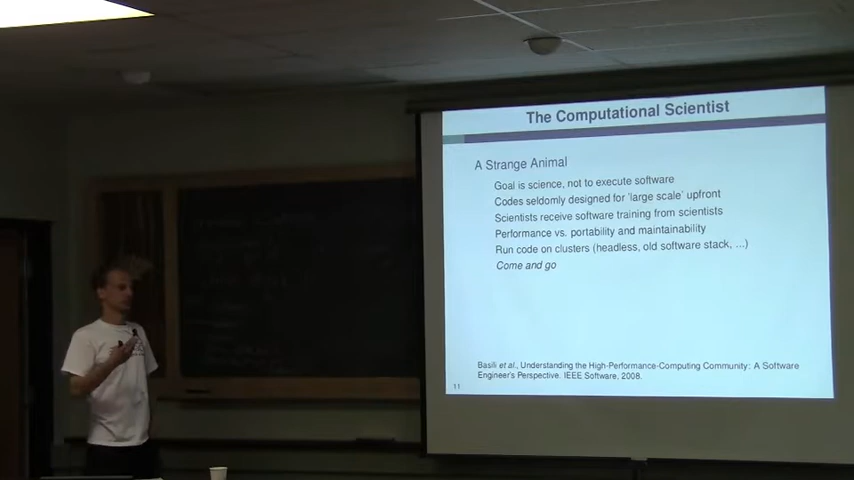 The Computational Scientist
A Strange Animal
Goal is science, not to execute software
Codes seldomly designed for 'large scale' upfront
Scientists receive software training from scientists
Performance vs. portability and maintainability
Run code on clusters (headless, old software stack, ...)
Come and go
Basili et al., Understanding the High-Performance-Computing Community: A Software
Engineer's Perspective. IEEE Software, 2008.
11